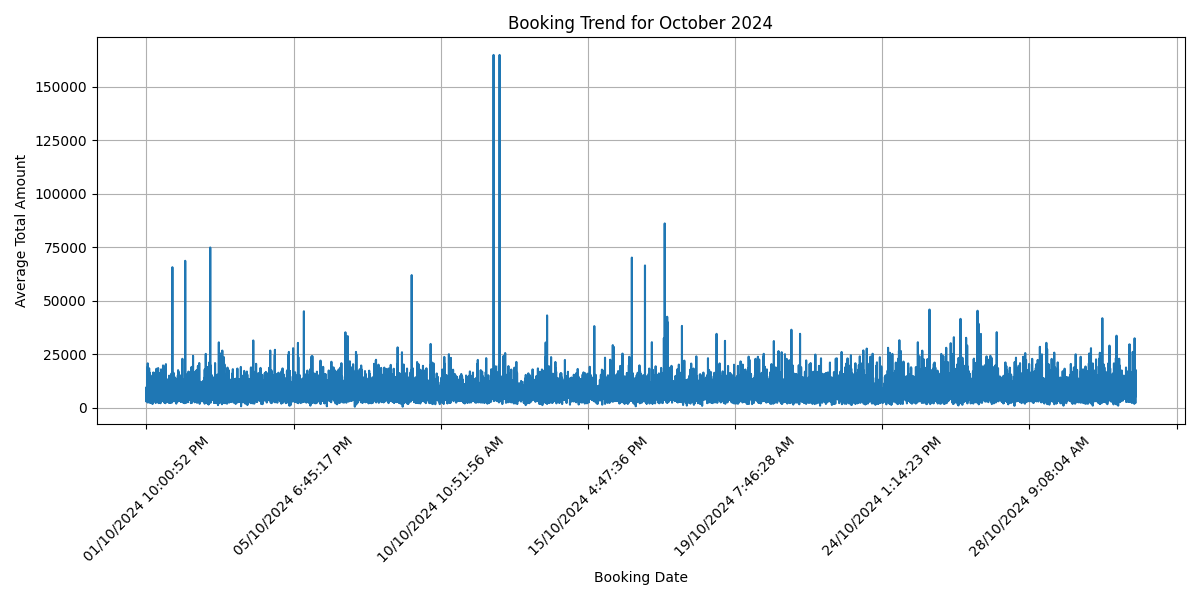 Booking Trend for October 2024
Average Total Amount
150000
125000
100000
75000
50000
25000
0
01/10/2024 10:00:52 PM
05/10/2024 6:45:17 PM
10/10/2024 10:51:56 AM
15/10/2024 4:47:36 PM
19/10/2024 7:46:28 AM
24/10/2024 1:14:23 PM
28/10/2024 9:08:04 AM
Booking Date